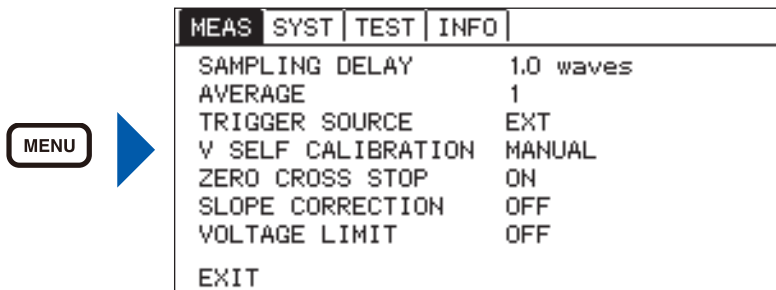 MENU
MEAS SYST TEST INFO
SAMPLING DELAY 1.0 waves
AVERAGE 1
TRIGGER SOURCE EXT
V SELF CALIBRATION MANUAL
ZERO CROSS STOP ON
SLOPE CORRECTION OFF
VOLTAGE LIMIT OFF
EXIT